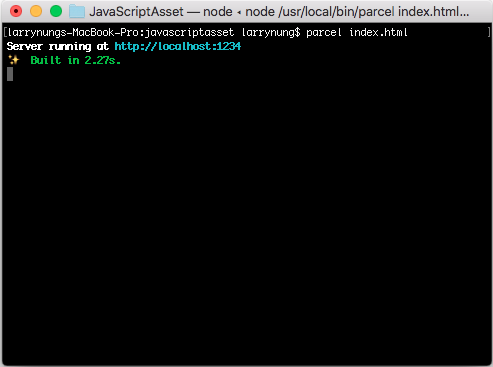 JavaScriptAsset — node ◂ node /usr/local/bin/parcel index.html...
[larrynungs-MacBook-Pro:javascriptasset larrynung$ parcel index.html]
Server running at http://localhost:1234
✨ Built in 2.27s.